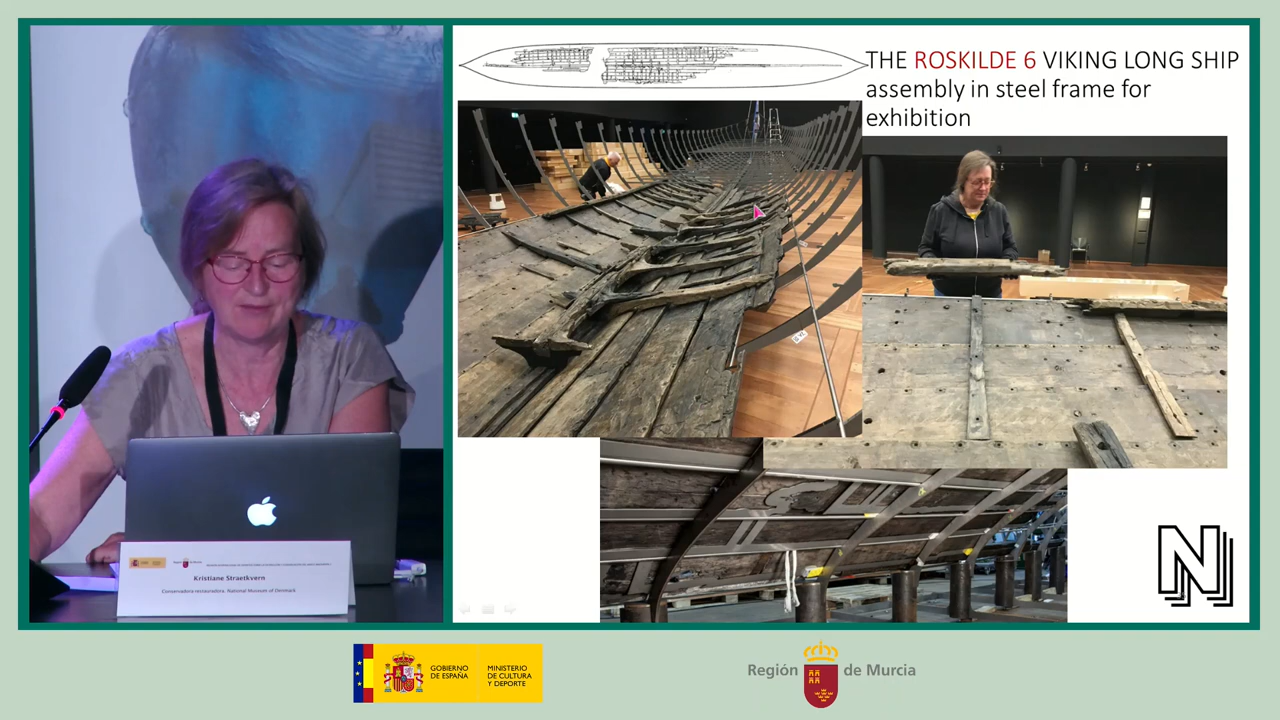 THE ROSKILDE 6 VIKING LONG SHIP
assembly in steel frame for
exhibition
N
Kristiane Straetkvern
Conservadora-restauradora. National Museum of Denmark
GOBIERNO
DE ESPAÑA
MINISTERIO
DE CULTURA
Y DEPORTE
Región de Murcia